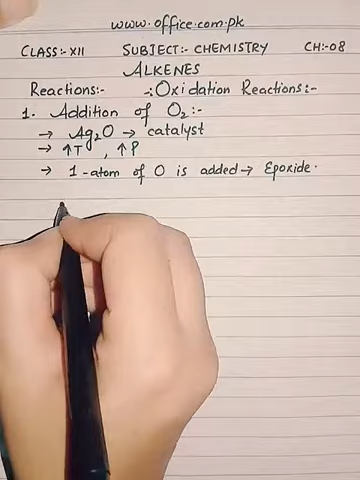 www.office.com.pk
CLASS:- XII SUBJECT:- CHEMISTRY CH:-08
ALKENES
Reactions:- -:Oxidation Reactions:-
1. Addition of O₂:-
→ Ag₂O → catalyst
→ ↑T , ↑P
→ 1-atom of O is added → Epoxide.